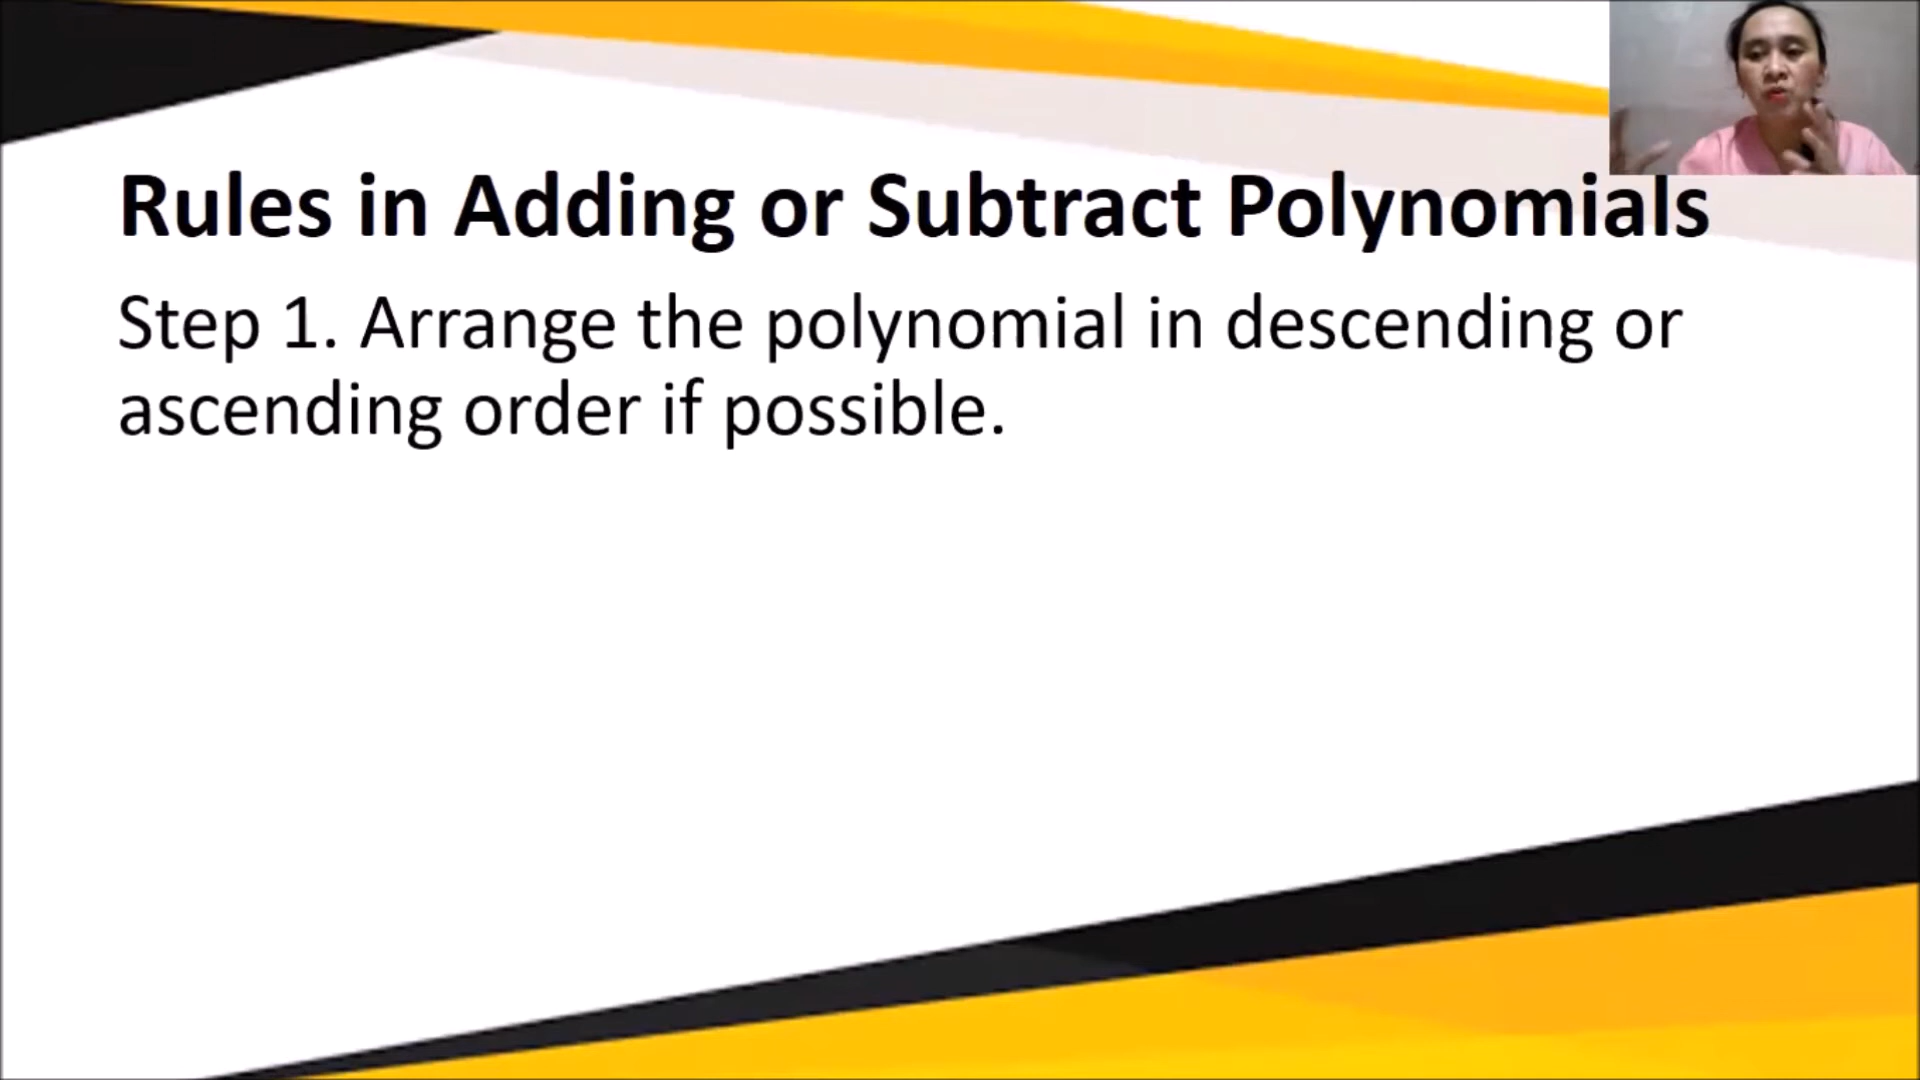 Rules in Adding or Subtract Polynomials
Step 1. Arrange the polynomial in descending or
ascending order if possible.